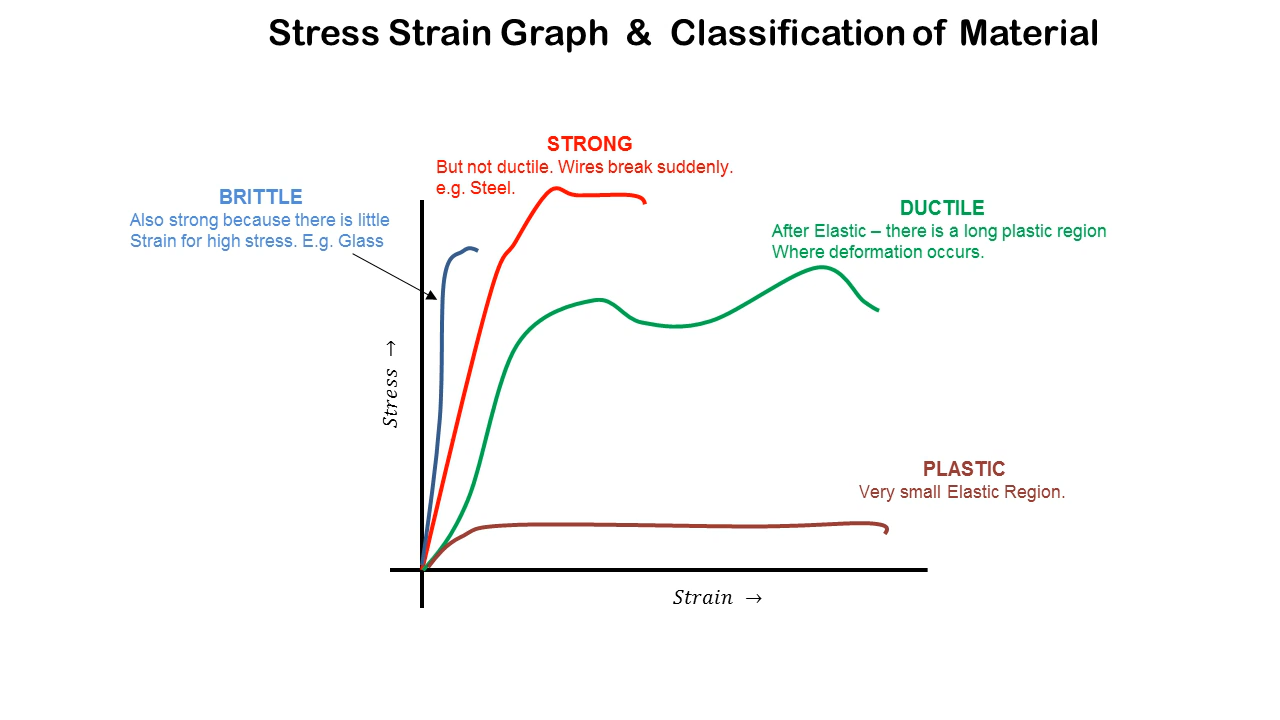 Stress Strain Graph & Classification of Material
STRONG
But not ductile. Wires break suddenly.
e.g. Steel.
BRITTLE
Also strong because there is little
Strain for high stress. E.g. Glass
DUCTILE
After Elastic – there is a long plastic region
Where deformation occurs.
Stress →
PLASTIC
Very small Elastic Region.
Strain →